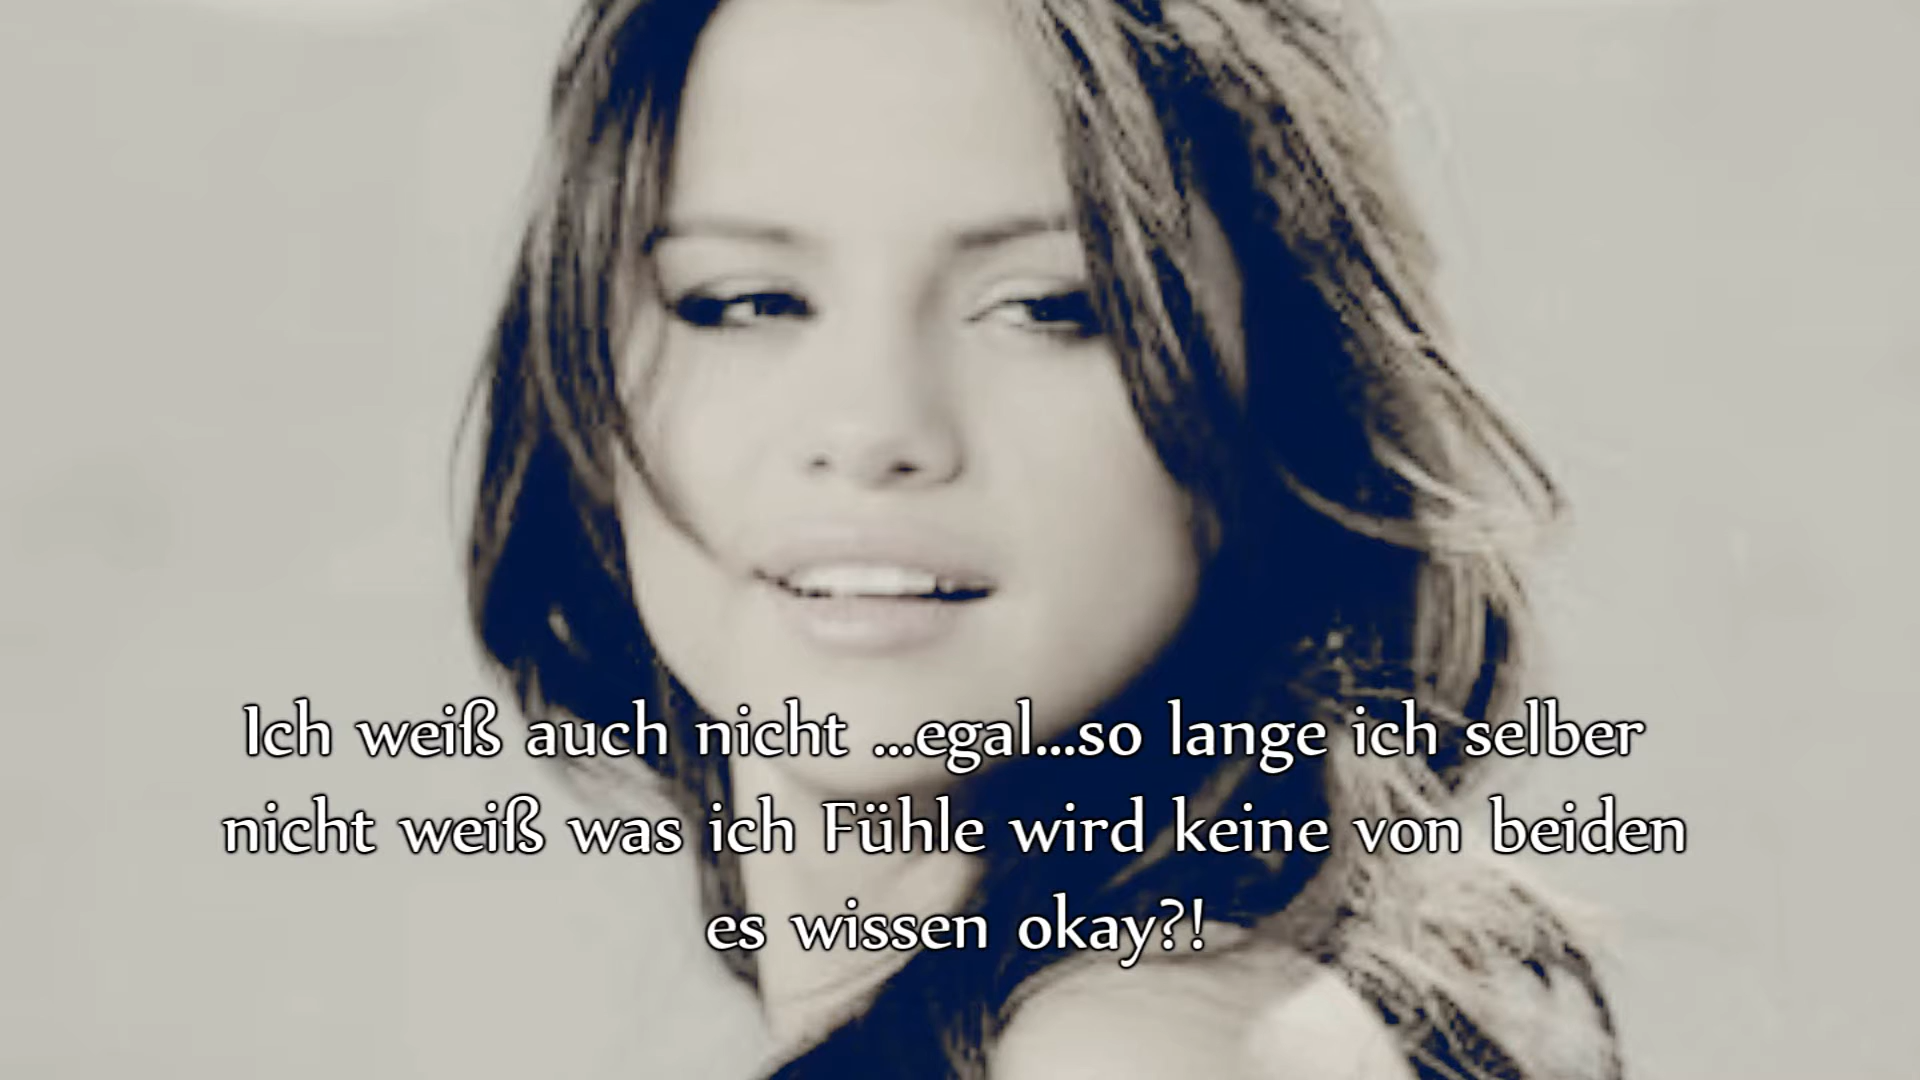 Ich weiß auch nicht ...egal...so lange ich selber
nicht weiß was ich Fühle wird keine von beiden
es wissen okay?!